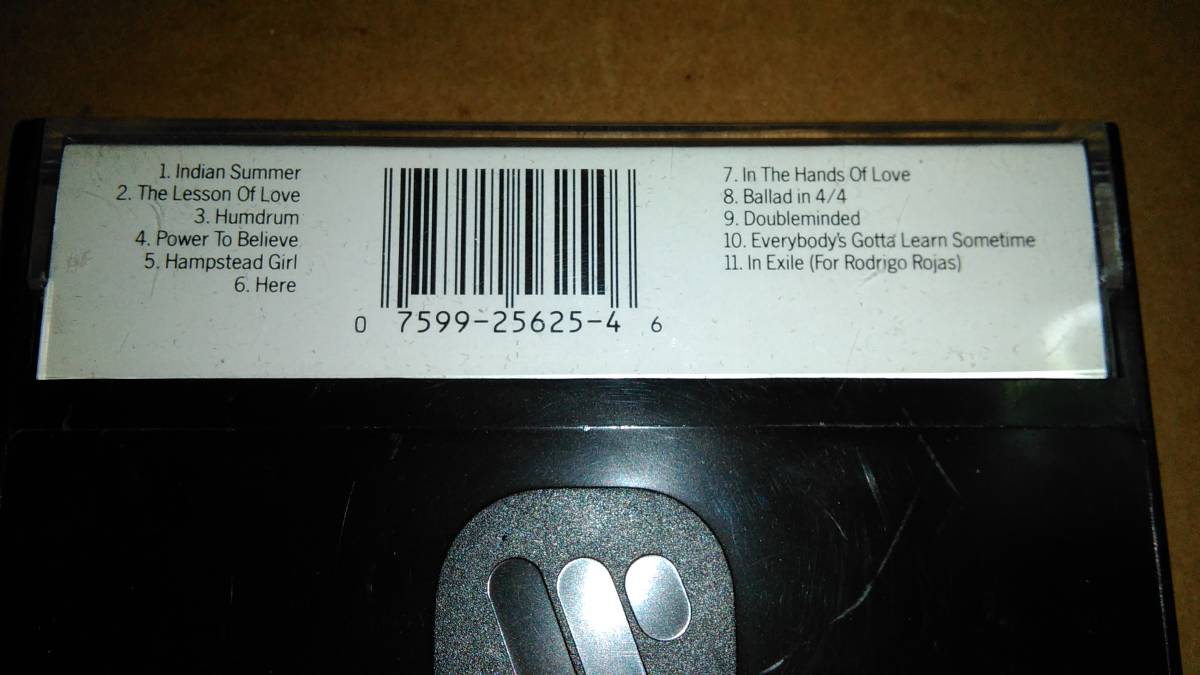 1. Indian Summer
2. The Lesson Of Love
3. Humdrum
4. Power To Believe
5. Hampstead Girl
6. Here
0 7599-25625-4 6
7. In The Hands Of Love
8. Ballad in 4/4
9. Doubleminded
10. Everybody's Gotta Learn Sometime
11. In Exile (For Rodrigo Rojas)